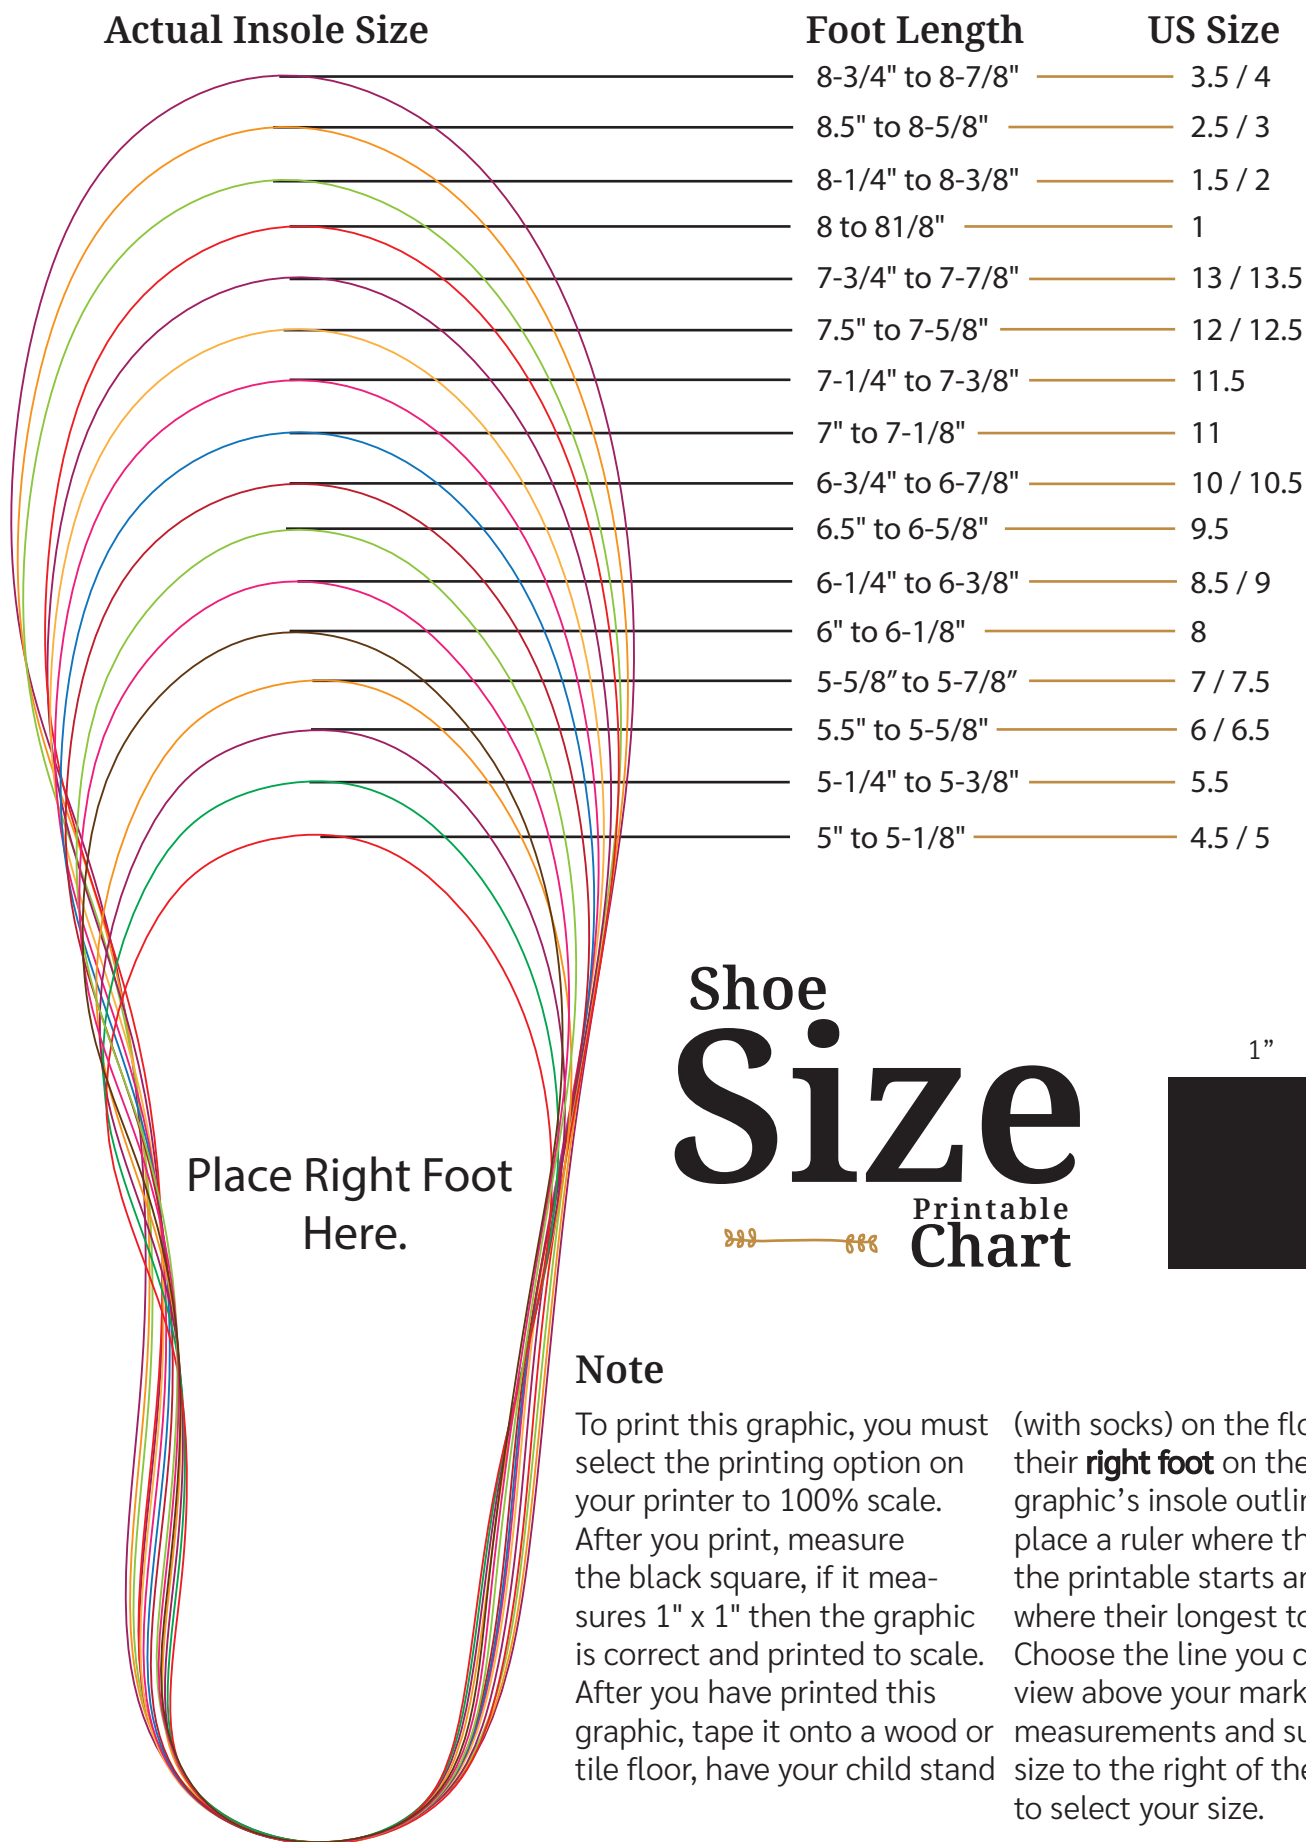 Actual Insole Size
Foot Length
US Size
8-3/4" to 8-7/8" 3.5 / 4
8.5" to 8-5/8" 2.5 / 3
8-1/4" to 8-3/8" 1.5 / 2
8 to 81/8" 1
7-3/4" to 7-7/8" 13 / 13.5
7.5" to 7-5/8" 12 / 12.5
7-1/4" to 7-3/8" 11.5
7" to 7-1/8" 11
6-3/4" to 6-7/8" 10 / 10.5
6.5" to 6-5/8" 9.5
6-1/4" to 6-3/8" 8.5 / 9
6" to 6-1/8" 8
5-5/8″ to 5-7/8″ 7 / 7.5
5.5" to 5-5/8" 6 / 6.5
5-1/4" to 5-3/8" 5.5
5" to 5-1/8" 4.5 / 5
Place Right Foot
Here.
Shoe
Size
Printable
Chart
1”
Note
To print this graphic, you must
select the printing option on
your printer to 100% scale.
After you print, measure
the black square, if it mea-
sures 1" x 1" then the graphic
is correct and printed to scale.
After you have printed this
graphic, tape it onto a wood or
tile floor, have your child stand
(with socks) on the
their right foot on the
graphic’s insole
place a ruler where
the printable starts
where their longest
Choose the line you
view above your
measurements and
size to the right of
to select your size.